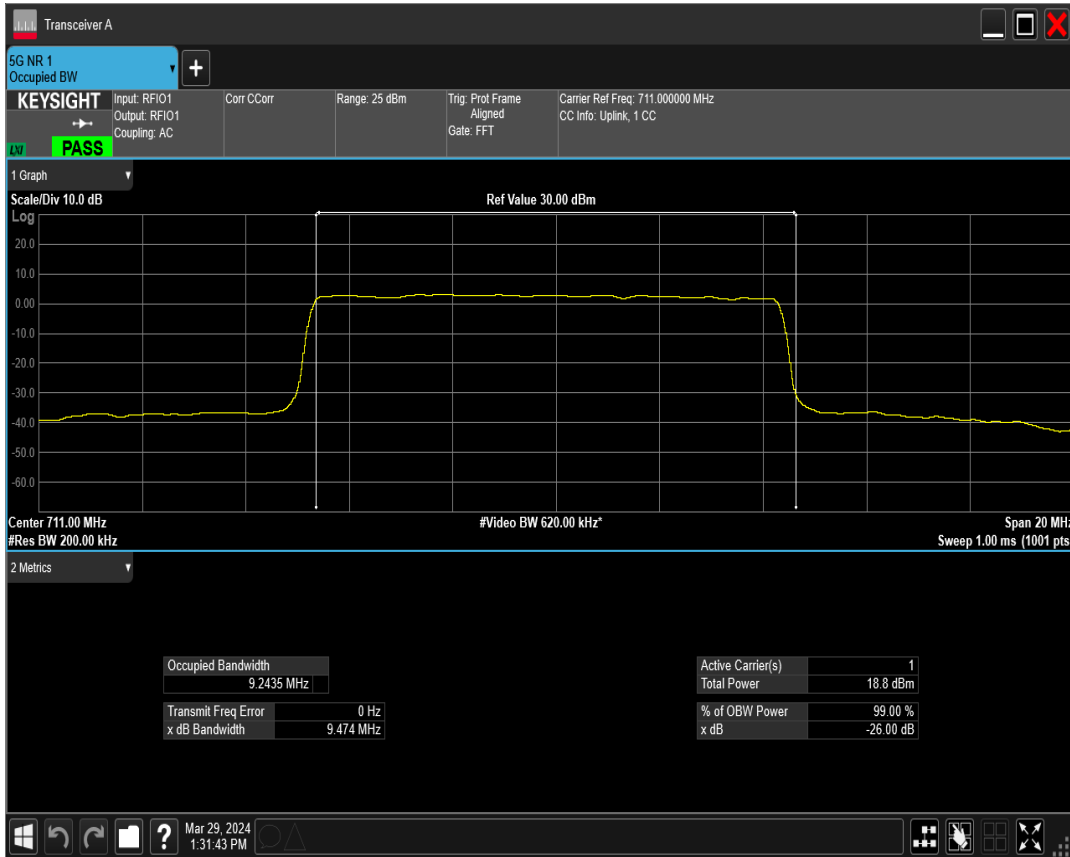 Transceiver A
5G NR 1
Occupied BW
+
KEYSIGHT
LXI
PASS
Input: RFIO1
Output: RFIO1
Coupling: AC
Corr CCorr
Range: 25 dBm
Trig: Prot Frame
Aligned
Gate: FFT
Carrier Ref Freq: 711.000000 MHz
CC Info: Uplink, 1 CC
1 Graph
Scale/Div 10.0 dB
Ref Value 30.00 dBm
Log
20.0
10.0
0.00
-10.0
-20.0
-30.0
-40.0
-50.0
-60.0
Center 711.00 MHz
#Video BW 620.00 kHz*
Span 20 MHz
#Res BW 200.00 kHz
Sweep 1.00 ms (1001 pts
2 Metrics
Occupied Bandwidth
9.2435 MHz
Transmit Freq Error 0 Hz
x dB Bandwidth 9.474 MHz
Active Carrier(s) 1
Total Power 18.8 dBm
% of OBW Power 99.00 %
x dB -26.00 dB
?
Mar 29, 2024
1:31:43 PM